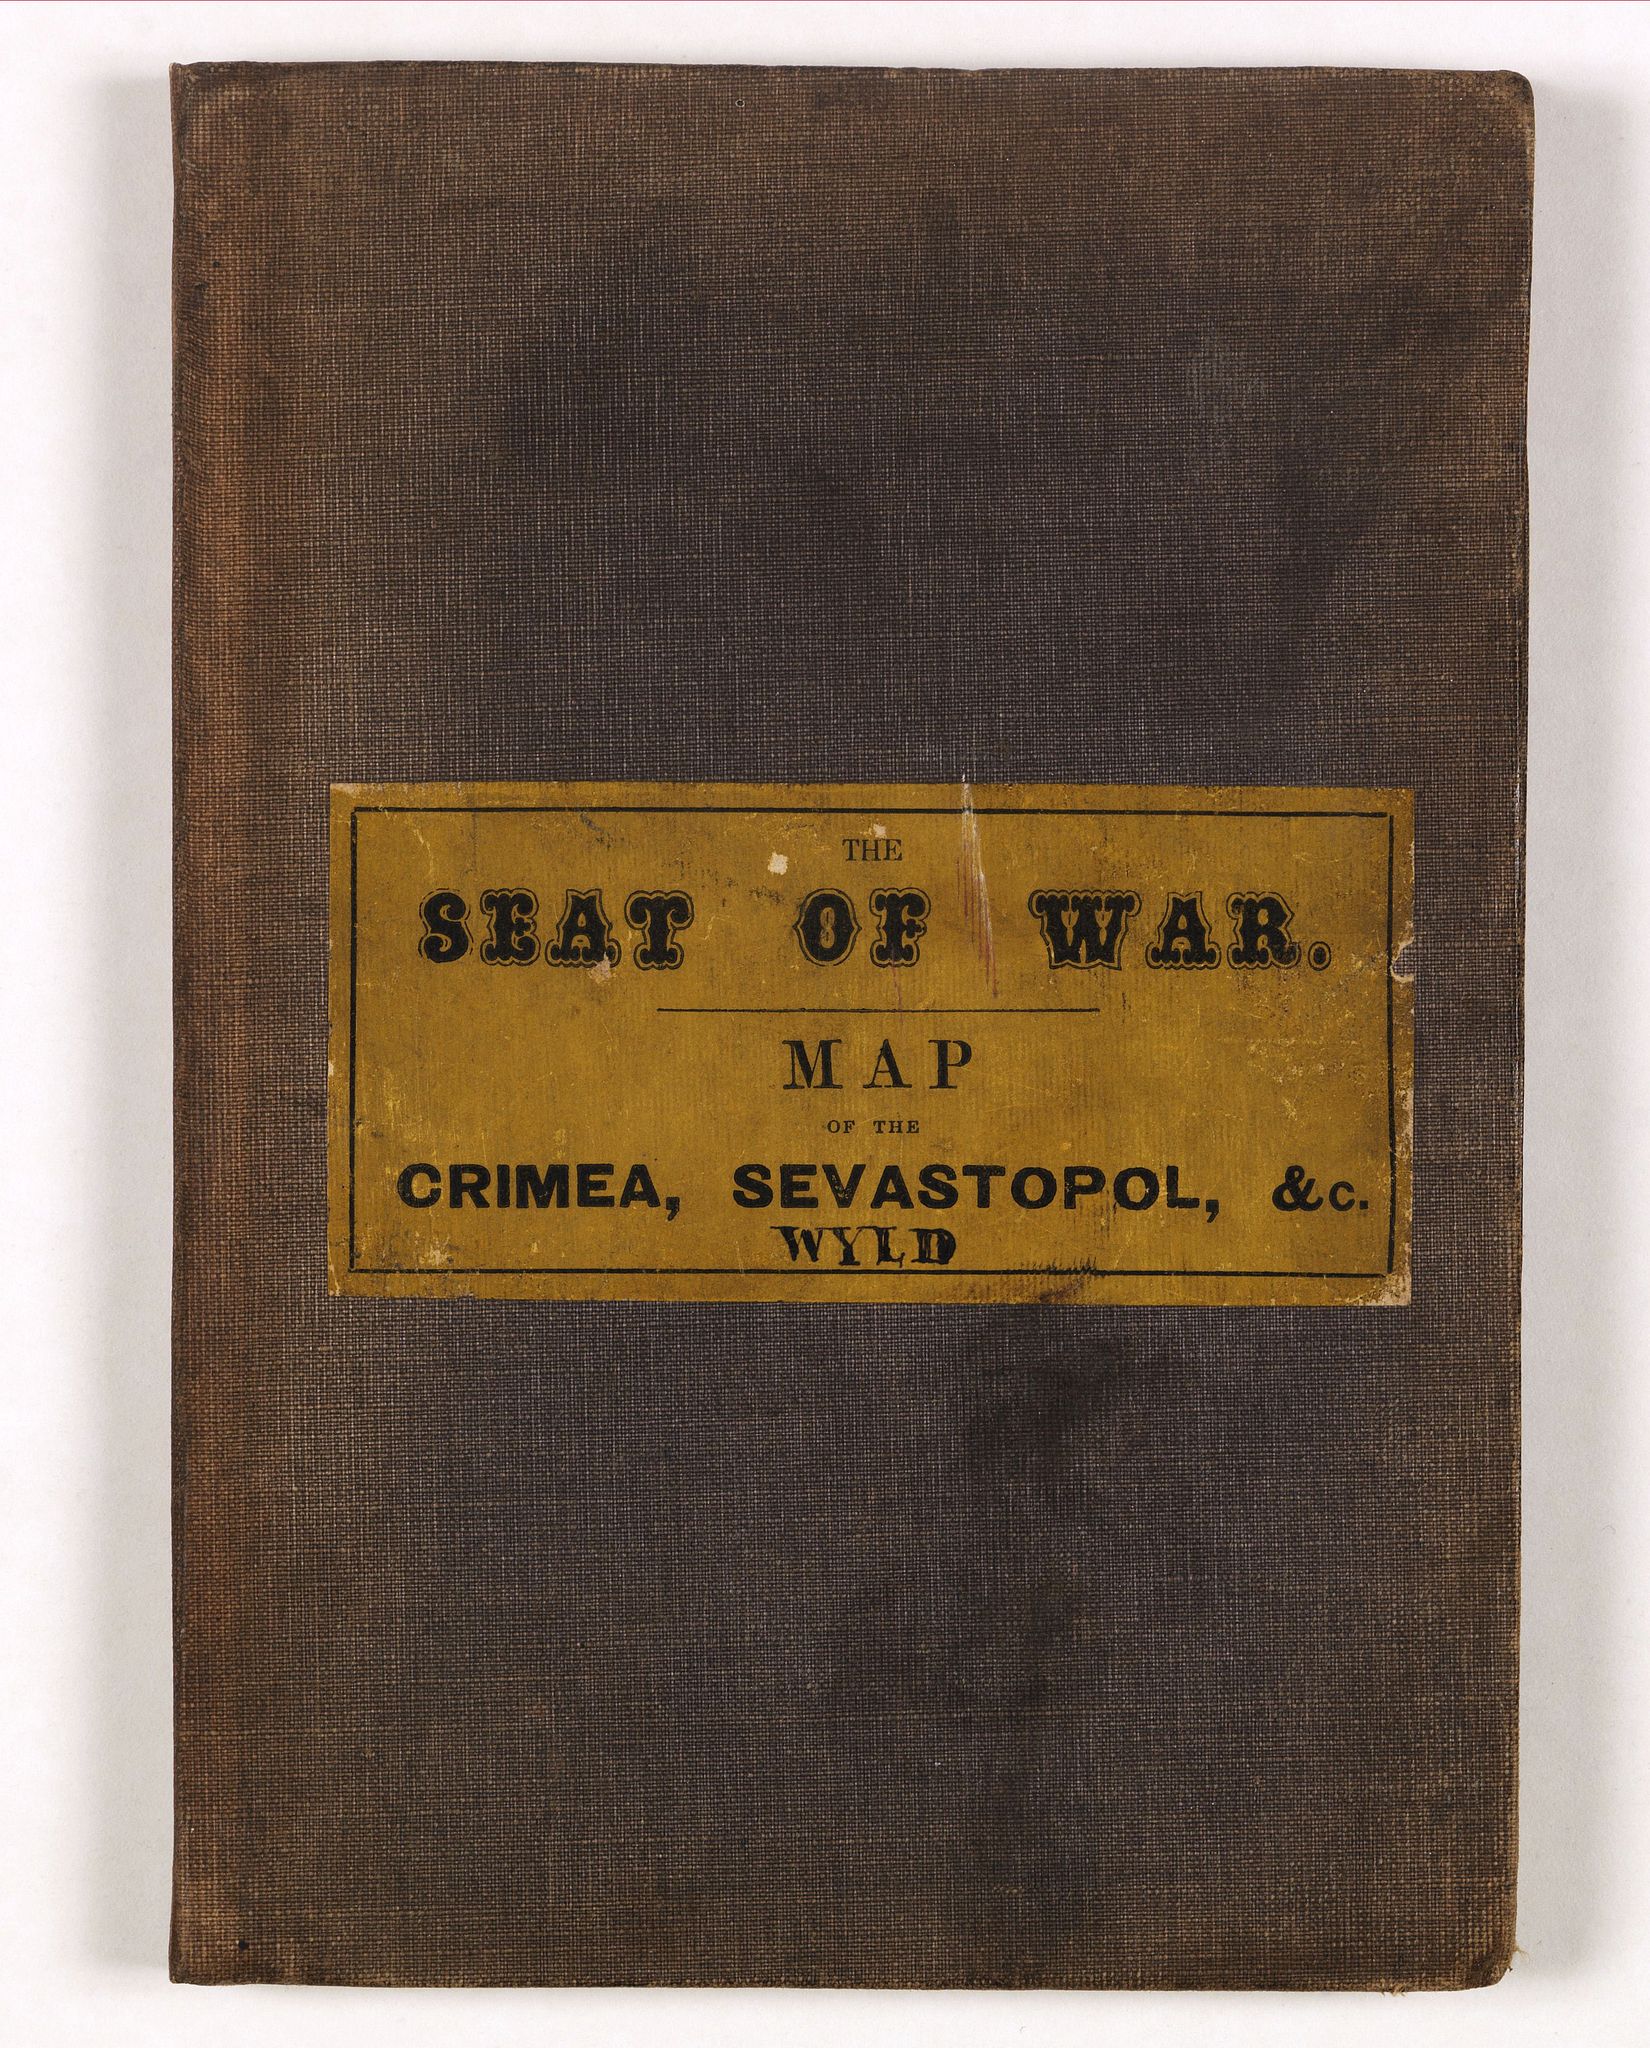 THE
SEAT OF WAR.
MAP
OF THE
CRIMEA, SEVASTOPOL, &c.
WYLD